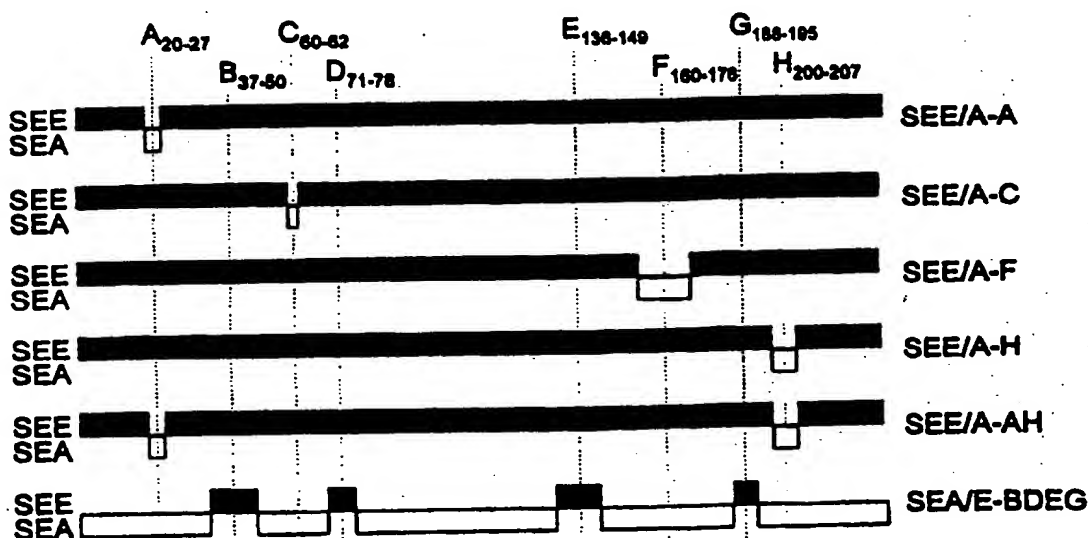 A20-27 C60-62 E136-149 G188-195
B37-50 D71-78 F160-176 H200-207
SEE SEE/A-A
SEA
SEE SEE/A-C
SEA
SEE SEE/A-F
SEA
SEE SEE/A-H
SEA
SEE SEE/A-AH
SEA
SEE SEA/E-BDEG
SEA